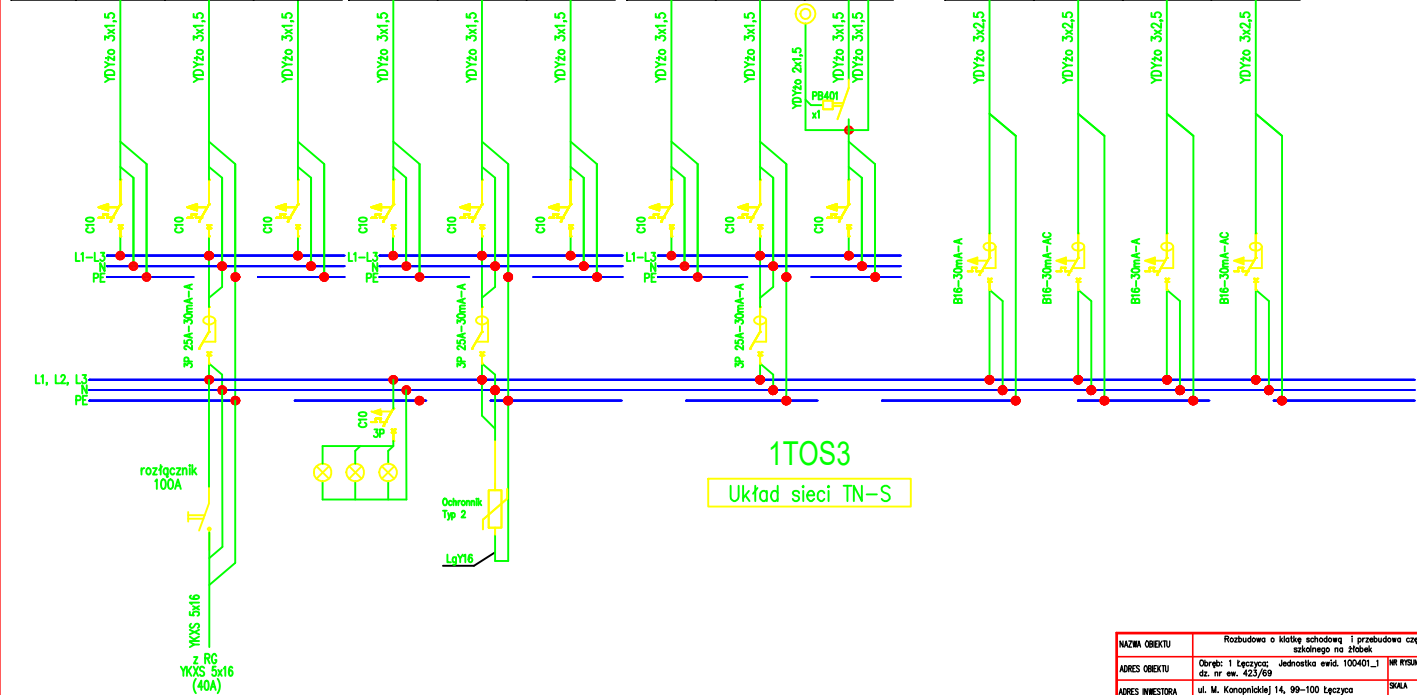 YDYżo 3x1,5
YDYżo 3x1,5
YDYżo 3x1,5
YDYżo 3x1,5
YDYżo 3x1,5
YDYżo 3x1,5
YDYżo 3x1,5
YDYżo 3x1,5
YDYżo 2x1,5
YDYżo 3x1,5
YDYżo 3x1,5
YDYżo 3x2,5
YDYżo 3x2,5
YDYżo 3x2,5
YDYżo 3x2,5
PB401
x1
C10
C10
C10
C10
C10
C10
C10
C10
C10
L1-L3
N
PE
L1-L3
N
PE
L1-L3
N
PE
B16-30mA-A
B16-30mA-AC
B16-30mA-A
B16-30mA-AC
3P 25A-30mA-A
3P 25A-30mA-A
3P 25A-30mA-A
L1, L2, L3
N
PE
C10
3P
rozłącznik
100A
Ochronnik
Typ 2
LgY16
1TOS3
Układ sieci TN-S
YKXS 5x16
z RG
YKXS 5x16
(40A)
NAZWA OBIEKTU
Rozbudowa o klatkę schodową i przebudowa czę
szkolnego na żłobek
ADRES OBIEKTU
Obręb: 1 Łęczyca; Jednostka ewid. 100401_1
dz. nr ew. 423/69
NR RYSUN
ADRES INWESTORA
ul. M. Konopnickiej 14, 99-100 Łęczyca
SKALA